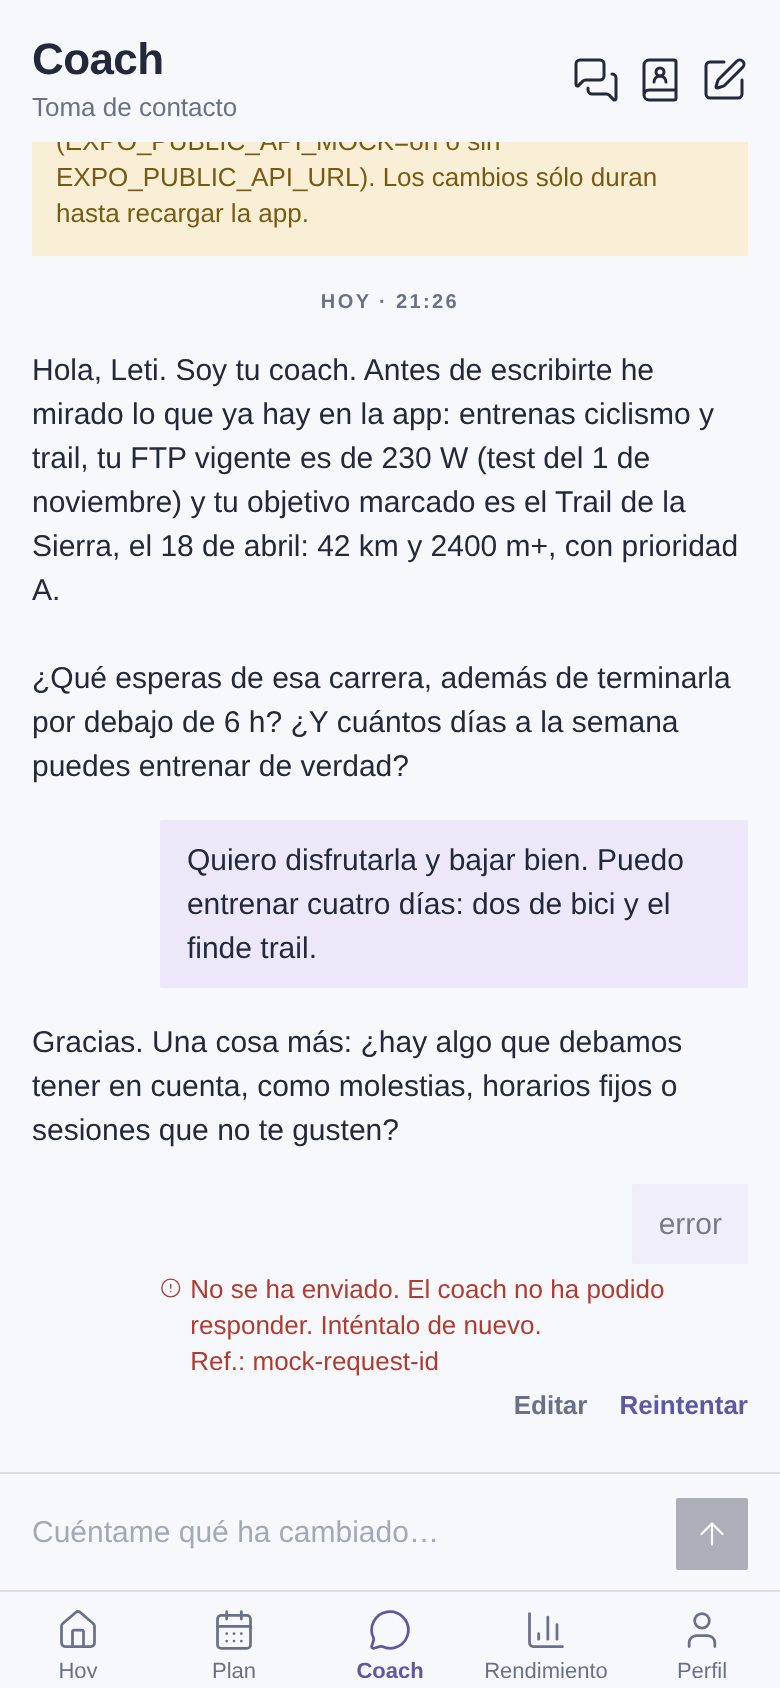 Coach
Toma de contacto
(EXPO_PUBLIC_API_MOCK=on o sin
EXPO_PUBLIC_API_URL). Los cambios sólo duran
hasta recargar la app.
HOY · 21:26
Hola, Leti. Soy tu coach. Antes de escribirte he
mirado lo que ya hay en la app: entrenas ciclismo y
trail, tu FTP vigente es de 230 W (test del 1 de
noviembre) y tu objetivo marcado es el Trail de la
Sierra, el 18 de abril: 42 km y 2400 m+, con prioridad
A.
¿Qué esperas de esa carrera, además de terminarla
por debajo de 6 h? ¿Y cuántos días a la semana
puedes entrenar de verdad?
Quiero disfrutarla y bajar bien. Puedo
entrenar cuatro días: dos de bici y el
finde trail.
Gracias. Una cosa más: ¿hay algo que debamos
tener en cuenta, como molestias, horarios fijos o
sesiones que no te gusten?
error
No se ha enviado. El coach no ha podido
responder. Inténtalo de nuevo.
Ref.: mock-request-id
Editar Reintentar
Cuéntame qué ha cambiado…
Hoy Plan Coach Rendimiento Perfil